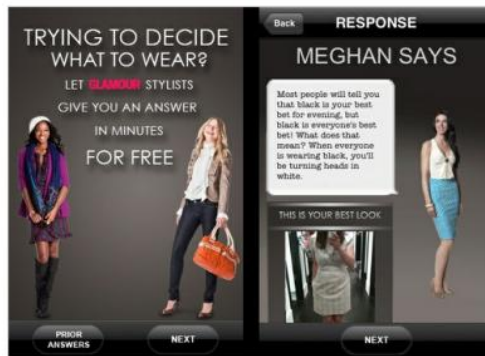 TRYING TO DECIDE
WHAT TO WEAR?
LET GLAMOUR STYLISTS
GIVE YOU AN ANSWER
IN MINUTES
FOR FREE
PRIOR
ANSWERS
NEXT
Back
RESPONSE
MEGHAN SAYS
Most people will tell you
that black is your best
bet for evening, but
black is everyone's best
bet! What does that
mean? When everyone
is wearing black, you'll
be turning heads in
white.
THIS IS YOUR BEST LOOK
NEXT